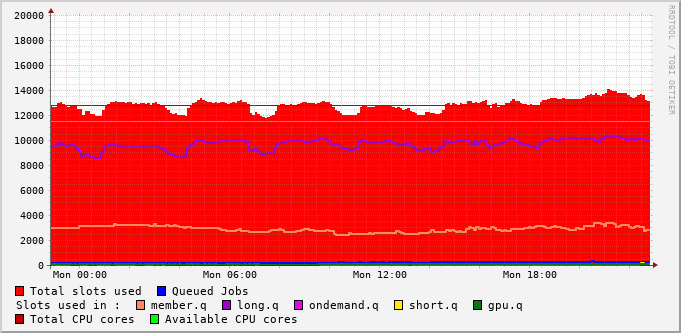 20000
18000
16000
14000
12000
10000
8000
6000
4000
2000
0
Mon 00:00 Mon 06:00 Mon 12:00 Mon 18:00
RRDTOOL / TOBI OETIKER
Total slots used Queued Jobs
Slots used in : member.q long.q ondemand.q short.q gpu.q
Total CPU cores Available CPU cores